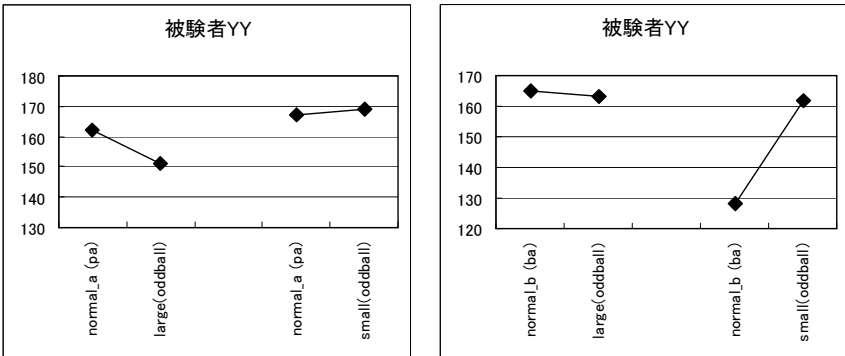 被験者YY
180
170
160
150
140
130
normal_a (pa)
large(oddball)
normal_a (pa)
small(oddball)
被験者YY
170
160
150
140
130
120
normal_b (ba)
large(oddball)
normal_b (ba)
small(oddball)